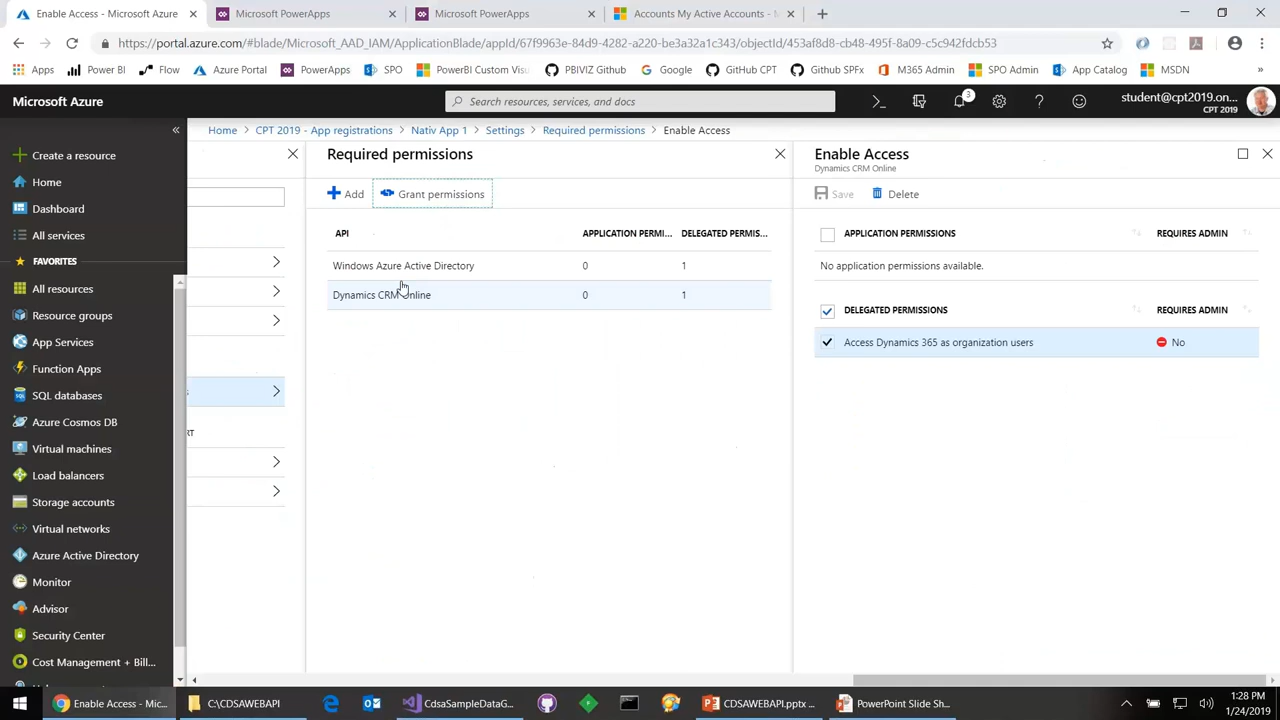 Enable Access - Microsoft Azure
Microsoft PowerApps
Microsoft PowerApps
Accounts My Active Accounts - M
https://portal.azure.com/#blade/Microsoft_AAD_IAM/ApplicationBlade/appId/67f9963e-84d9-4282-a220-be3a32a1c343/objectId/453af8d8-cb48-495f-8a09-c5c942fdcb53
Apps
Power BI
Flow
Azure Portal
PowerApps
SPO
PowerBI Custom Visu
PBIVIZ Github
Google
GitHub CPT
Github SPFx
M365 Admin
SPO Admin
App Catalog
MSDN
»
Microsoft Azure
Search resources, services, and docs
3
student@cpt2019.on...
CPT 2019
«
Create a resource
Home
Dashboard
All services
FAVORITES
All resources
Resource groups
App Services
Function Apps
SQL databases
Azure Cosmos DB
Virtual machines
Load balancers
Storage accounts
Virtual networks
Azure Active Directory
Monitor
Advisor
Security Center
Cost Management + Bill...
Home
CPT 2019 - App registrations
Nativ App 1
Settings
Required permissions
Enable Access
RT
Required permissions
Add
Grant permissions
API
APPLICATION PERMI...
DELEGATED PERMIS...
Windows Azure Active Directory
0
1
Dynamics CRM Online
0
1
Enable Access
Dynamics CRM Online
Save
Delete
APPLICATION PERMISSIONS
REQUIRES ADMIN
No application permissions available.
DELEGATED PERMISSIONS
REQUIRES ADMIN
Access Dynamics 365 as organization users
No
Enable Access - Mic...
C:\CDSAWEBAPI
CdsaSampleDataG...
CDSAWEBAPI.pptx ...
PowerPoint Slide Sh...
1:28 PM
1/24/2019